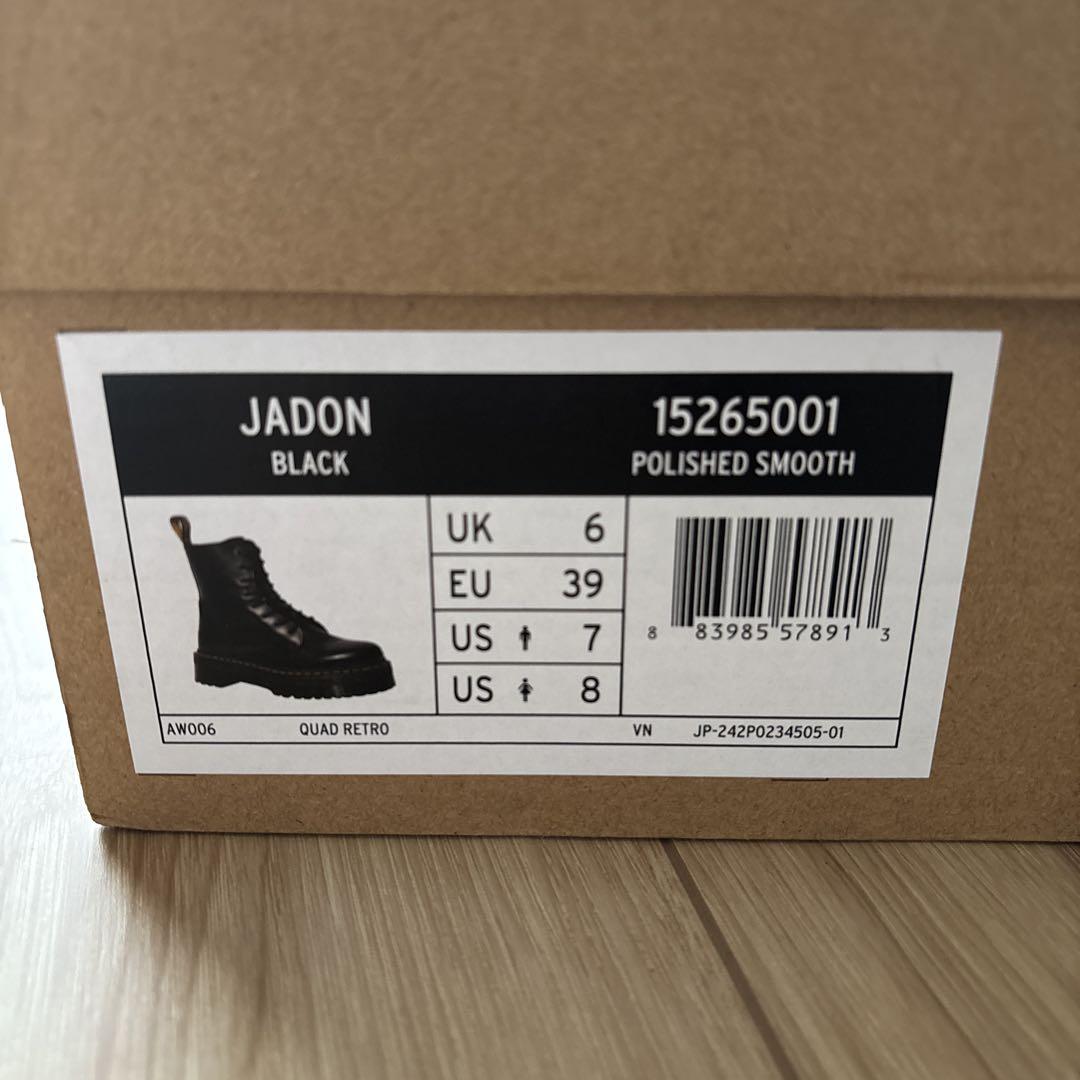 JADON
BLACK
15265001
POLISHED SMOOTH
UK 6
EU 39
US 7
US 8
8 83985 57891 3
AW006 QUAD RETRO VN JP-242P0234505-01